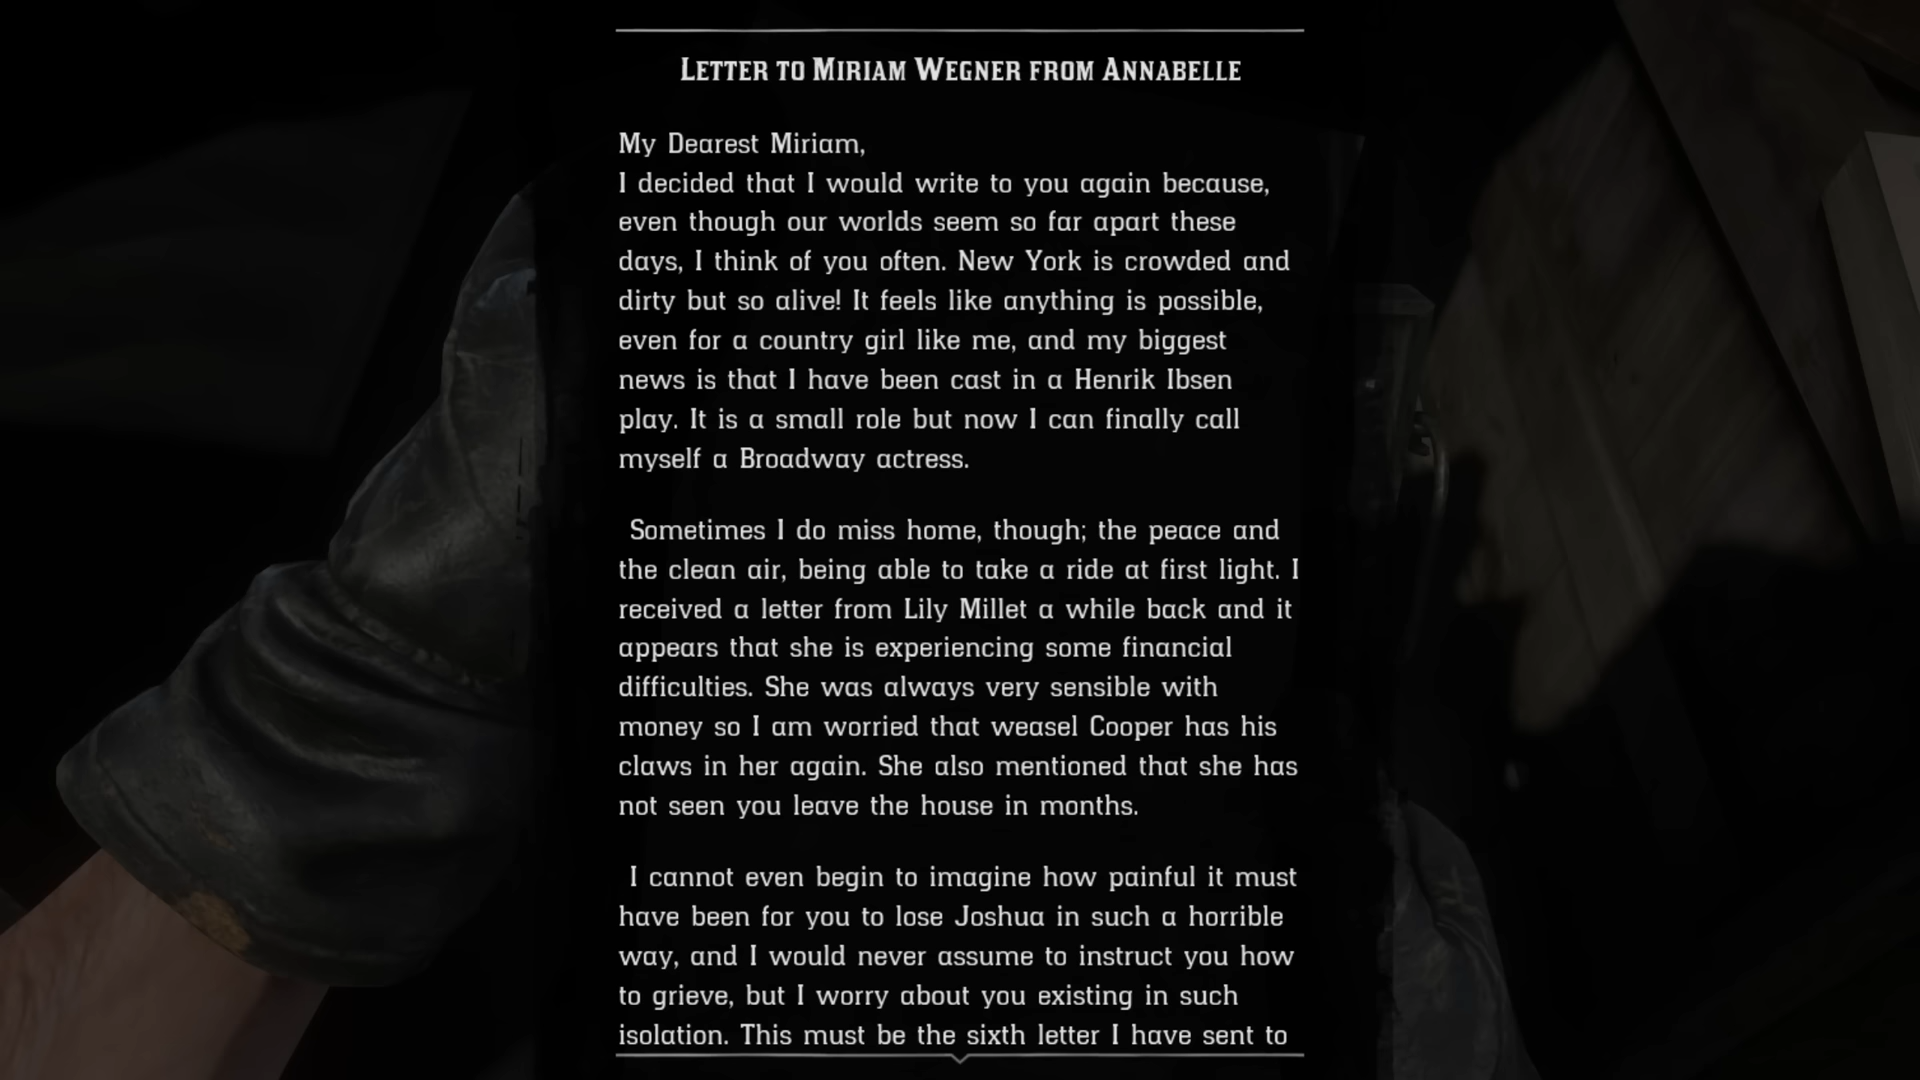 Letter to Miriam Wegner from Annabelle
My Dearest Miriam,
I decided that I would write to you again because,
even though our worlds seem so far apart these
days, I think of you often. New York is crowded and
dirty but so alive! It feels like anything is possible,
even for a country girl like me, and my biggest
news is that I have been cast in a Henrik Ibsen
play. It is a small role but now I can finally call
myself a Broadway actress.
Sometimes I do miss home, though; the peace and
the clean air, being able to take a ride at first light. I
received a letter from Lily Millet a while back and it
appears that she is experiencing some financial
difficulties. She was always very sensible with
money so I am worried that weasel Cooper has his
claws in her again. She also mentioned that she has
not seen you leave the house in months.
I cannot even begin to imagine how painful it must
have been for you to lose Joshua in such a horrible
way, and I would never assume to instruct you how
to grieve, but I worry about you existing in such
isolation. This must be the sixth letter I have sent to